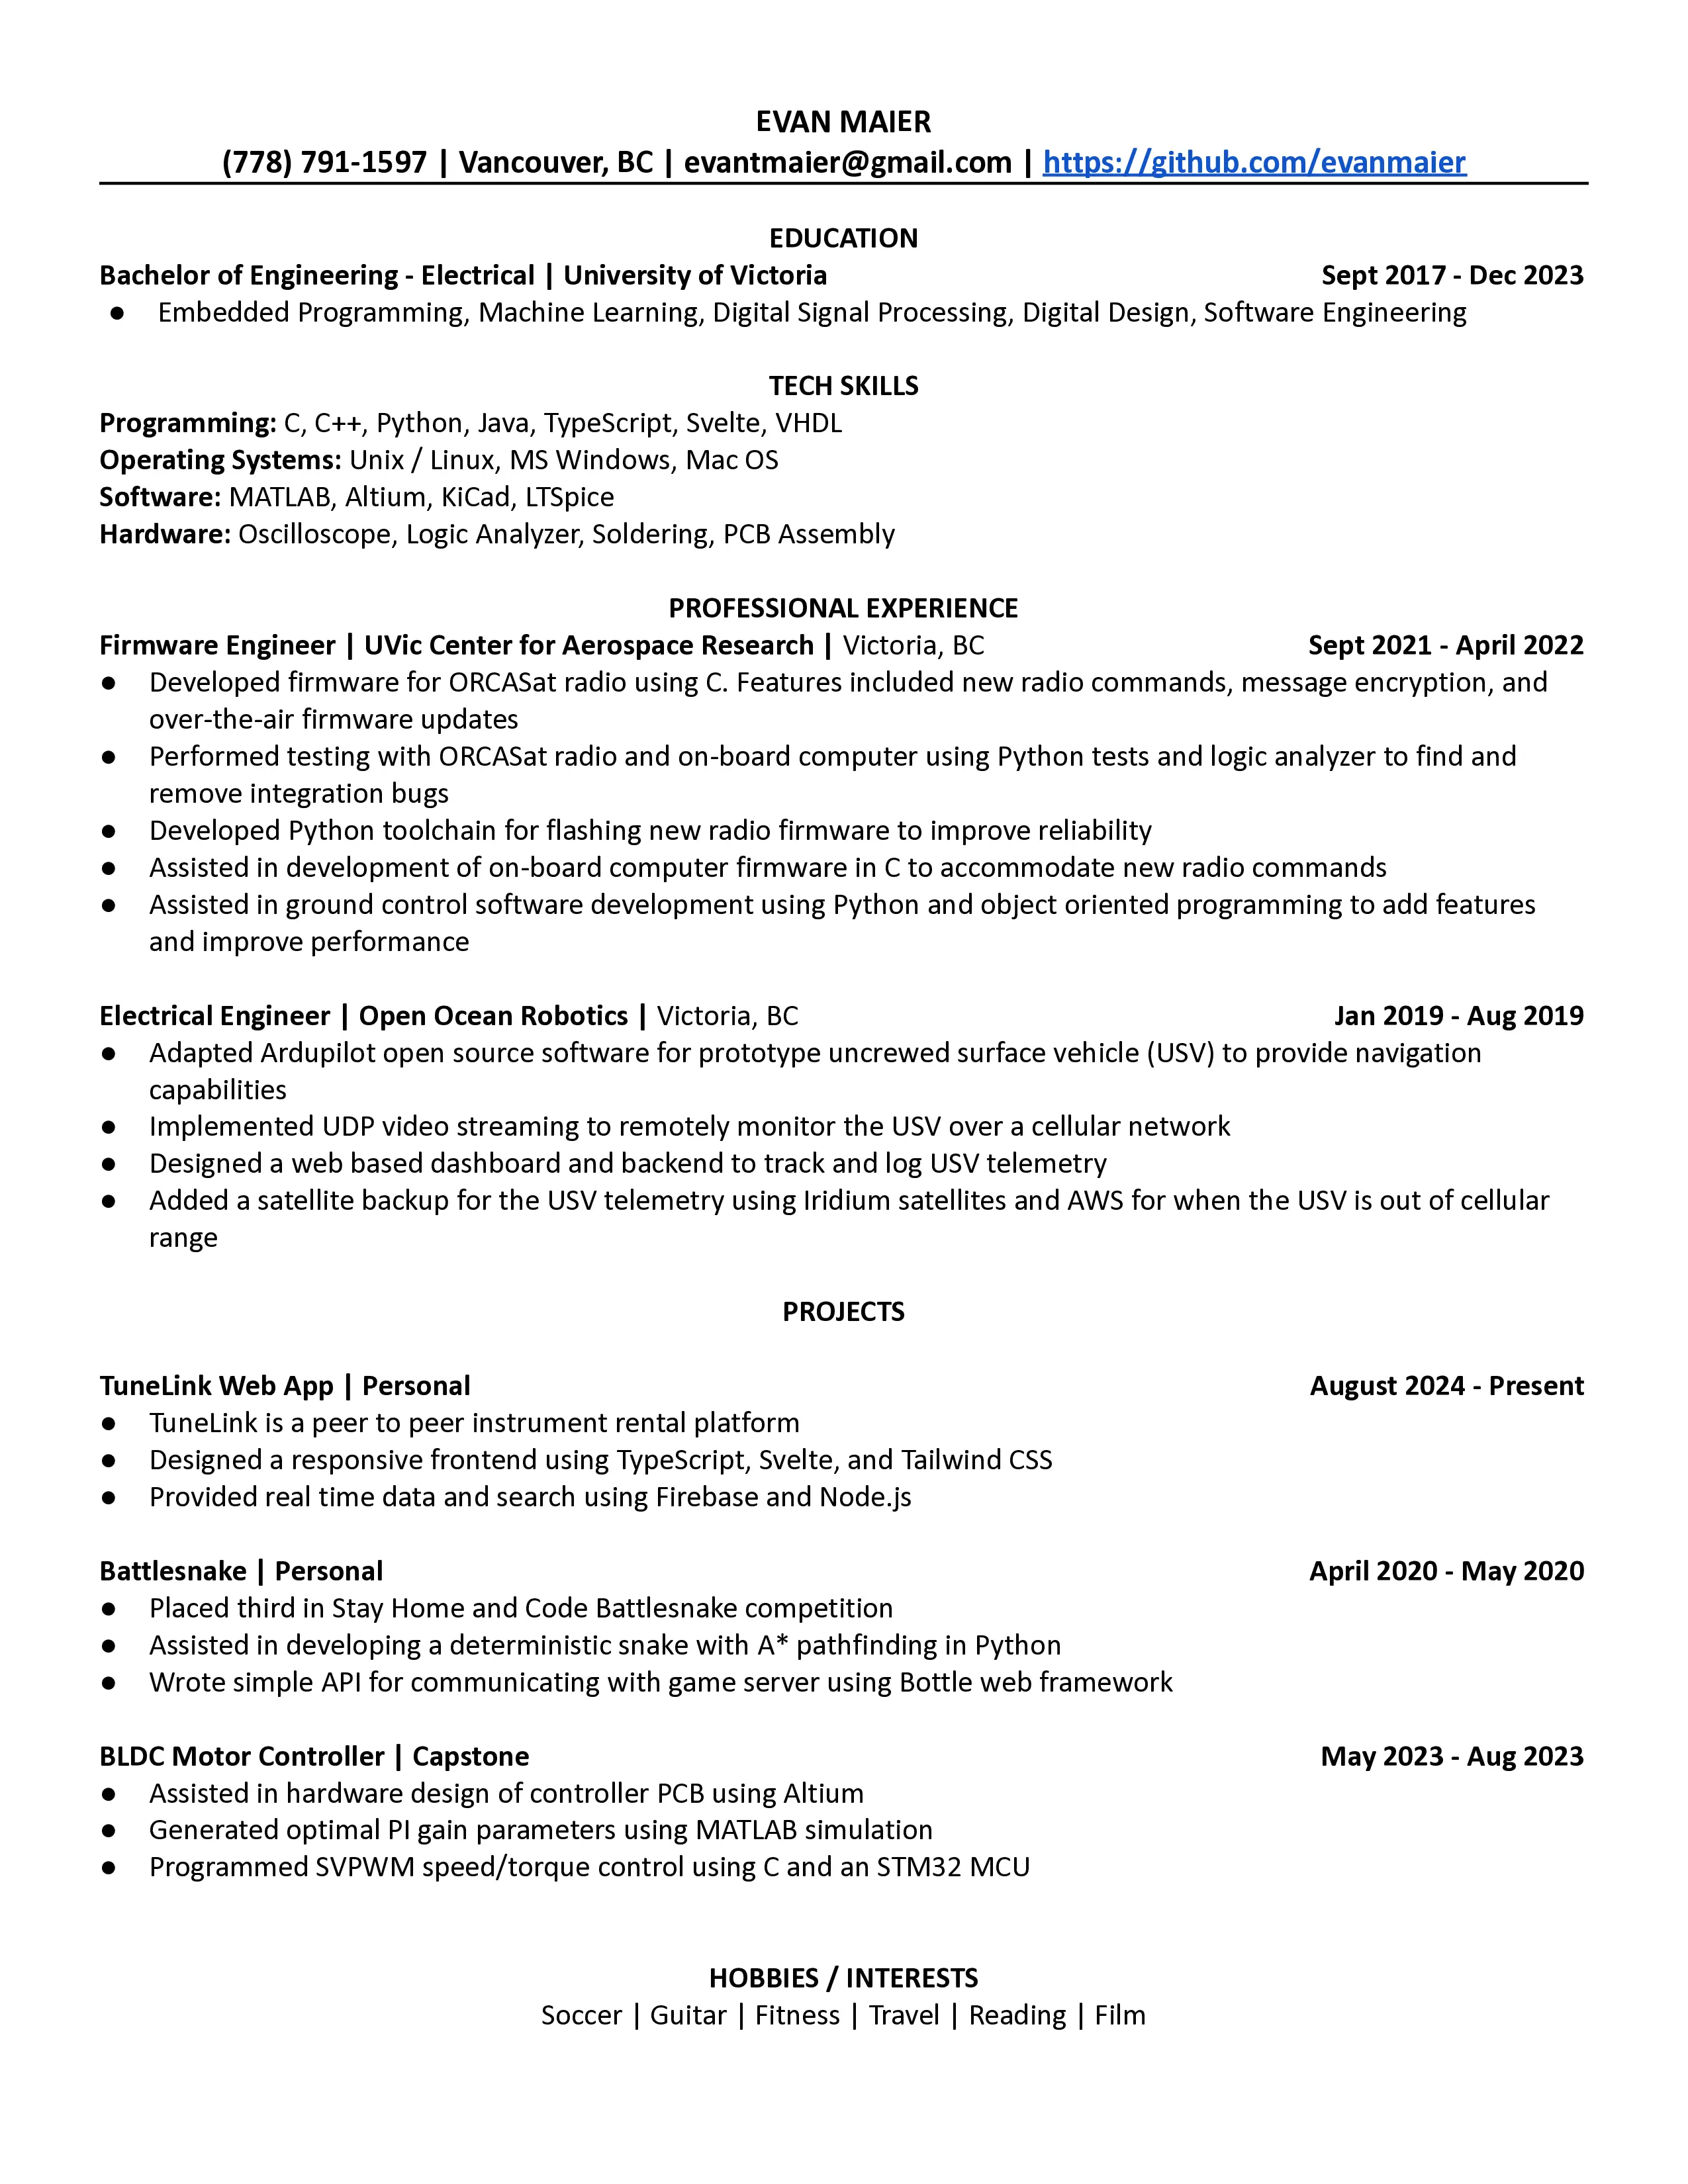 EVAN MAIER
(778) 791-1597 | Vancouver, BC | evantmaier@gmail.com | https://github.com/evanmaier
EDUCATION
Bachelor of Engineering - Electrical | University of Victoria Sept 2017 - Dec 2023
● Embedded Programming, Machine Learning, Digital Signal Processing, Digital Design, Software Engineering
TECH SKILLS
Programming: C, C++, Python, Java, TypeScript, Svelte, VHDL
Operating Systems: Unix / Linux, MS Windows, Mac OS
Software: MATLAB, Altium, KiCad, LTSpice
Hardware: Oscilloscope, Logic Analyzer, Soldering, PCB Assembly
PROFESSIONAL EXPERIENCE
Firmware Engineer | UVic Center for Aerospace Research | Victoria, BC Sept 2021 - April 2022
● Developed firmware for ORCASat radio using C. Features included new radio commands, message encryption, and
over-the-air firmware updates
● Performed testing with ORCASat radio and on-board computer using Python tests and logic analyzer to find and
remove integration bugs
● Developed Python toolchain for flashing new radio firmware to improve reliability
● Assisted in development of on-board computer firmware in C to accommodate new radio commands
● Assisted in ground control software development using Python and object oriented programming to add features
and improve performance
Electrical Engineer | Open Ocean Robotics | Victoria, BC Jan 2019 - Aug 2019
● Adapted Ardupilot open source software for prototype uncrewed surface vehicle (USV) to provide navigation
capabilities
● Implemented UDP video streaming to remotely monitor the USV over a cellular network
● Designed a web based dashboard and backend to track and log USV telemetry
● Added a satellite backup for the USV telemetry using Iridium satellites and AWS for when the USV is out of cellular
range
PROJECTS
TuneLink Web App | Personal August 2024 - Present
● TuneLink is a peer to peer instrument rental platform
● Designed a responsive frontend using TypeScript, Svelte, and Tailwind CSS
● Provided real time data and search using Firebase and Node.js
Battlesnake | Personal April 2020 - May 2020
● Placed third in Stay Home and Code Battlesnake competition
● Assisted in developing a deterministic snake with A* pathfinding in Python
● Wrote simple API for communicating with game server using Bottle web framework
BLDC Motor Controller | Capstone May 2023 - Aug 2023
● Assisted in hardware design of controller PCB using Altium
● Generated optimal PI gain parameters using MATLAB simulation
● Programmed SVPWM speed/torque control using C and an STM32 MCU
HOBBIES / INTERESTS
Soccer | Guitar | Fitness | Travel | Reading | Film